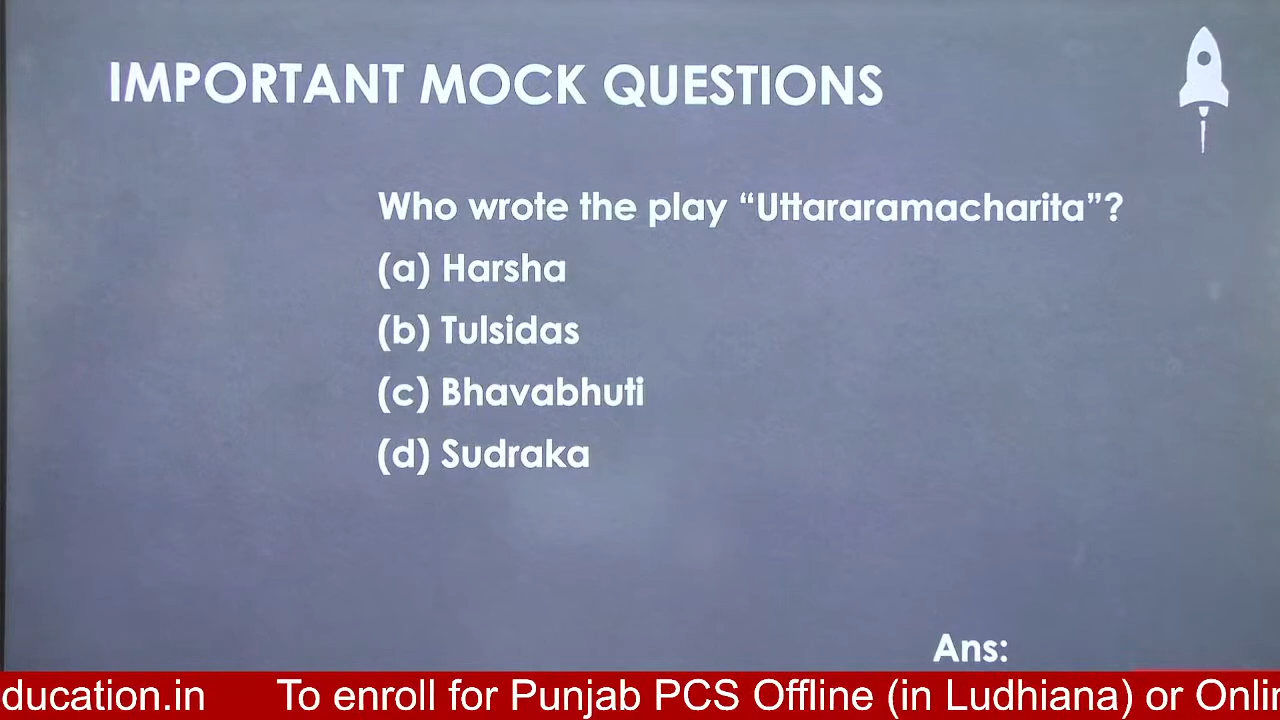 IMPORTANT MOCK QUESTIONS
Who wrote the play “Uttararamacharita”?
(a) Harsha
(b) Tulsidas
(c) Bhavabhuti
(d) Sudraka
Ans:
ducation.in To enroll for Punjab PCS Offline (in Ludhiana) or Onlin